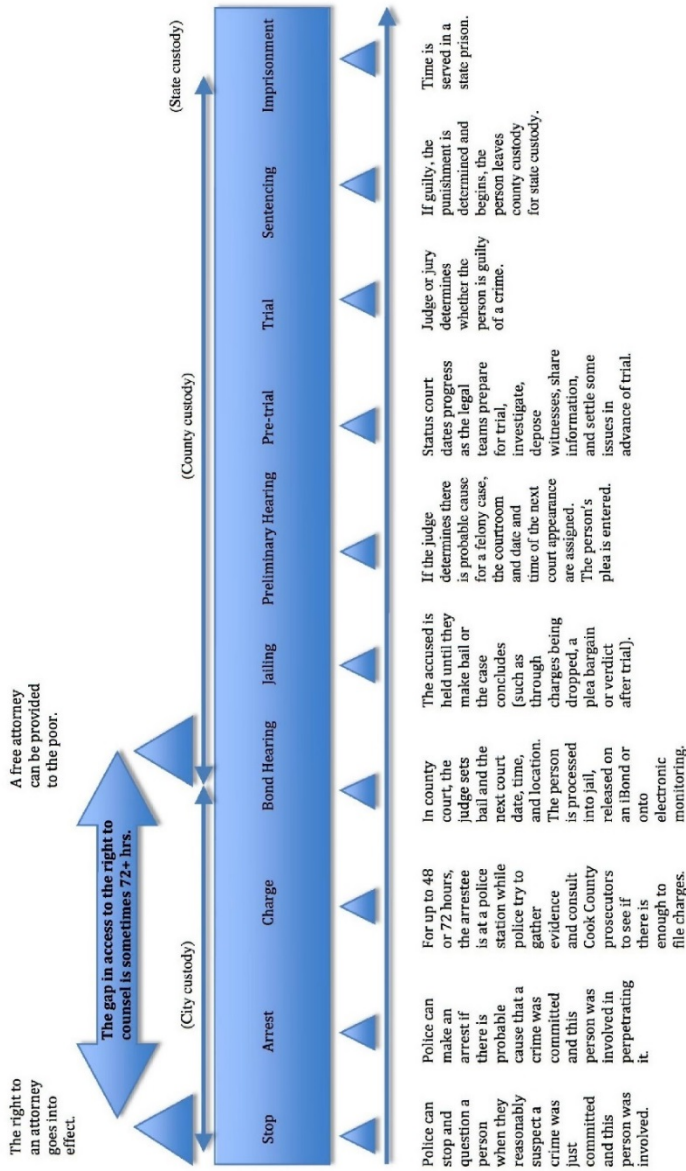 The right to
an attorney
goes into
effect.
The gap in access to the right to
counsel is sometimes 72+ hrs.
A free attorney
can be provided
to the poor.
(City custody)
(County custody)
(State custody)
Stop
Arrest
Charge
Bond Hearing
Jailing
Preliminary Hearing
Pre-trial
Trial
Sentencing
Imprisonment
Police can
stop and
question a
person
when they
reasonably
suspect a
crime was
just
committed
and this
person was
involved.
Police can
make an
arrest if
there is
probable
cause that a
crime was
committed
and this
person was
involved in
perpetrating
it.
For up to 48
or 72 hours,
the arrestee
is at a police
station while
police try to
gather
evidence
and consult
Cook County
prosecutors
to see if
there is
enough to
file charges.
In county
court, the
judge sets
bail and the
next court
date, time,
and location.
The person
is processed
into jail,
released on
an iBond or
onto
electronic
monitoring.
The accused is
held until they
make bail or
the case
concludes
(such as
through
charges being
dropped, a
plea bargain
or verdict
after trial).
If the judge
determines there
is probable cause
for a felony case,
the courtroom
and date and
time of the next
court appearance
are assigned.
The person's
plea is entered.
Status court
dates progress
as the legal
teams prepare
for trial,
investigate,
depose
witnesses, share
information,
and settle some
issues in
advance of trial.
Judge or jury
determines
whether the
person is guilty
of a crime.
If guilty, the
punishment is
determined and
begins, the
person leaves
county custody
for state custody.
Time is
served in a
state prison.